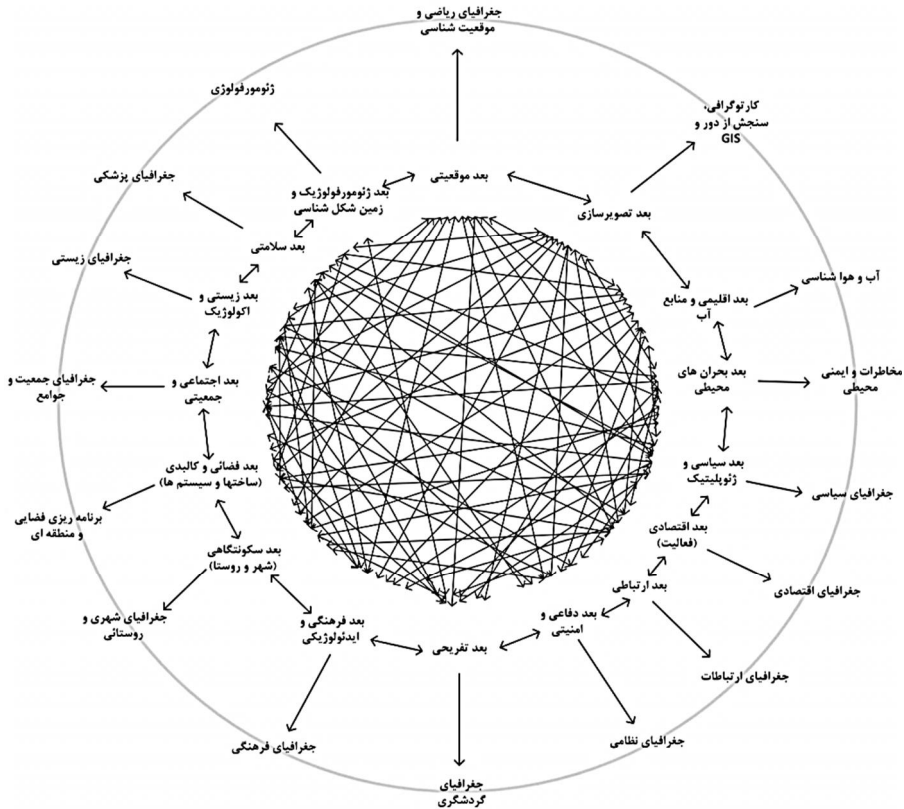 جغرافیای ریاضی و
موقعیت شناسی
کارتوگرافی،
سنجش از دور و
GIS
ژئومورفولوژی
بعد موقعیتی
بعد ژئومورفولوژیک و
زمین شکل شناسی
بعد تصویرسازی
جغرافیای پزشکی
بعد سلامتی
جغرافیای زیستی
بعد زیستی و
اکولوژیک
بعد اقلیمی و منابع
آب
آب و هوا شناسی
بعد بحران های
محیطی
مخاطرات و ایمنی
محیطی
بعد اجتماعی و
جمعیتی
جغرافیای جمعیت و
جوامع
بعد سیاسی و
ژئوپلیتیک
جغرافیای سیاسی
بعد فضائی و کالبدی
(ساختها و سیستم ها)
برنامه ریزی فضایی
و منطقه ای
بعد اقتصادی
(فعالیت)
جغرافیای اقتصادی
بعد سکونتگاهی
(شهر و روستا)
جغرافیای شهری و
روستائی
بعد ارتباطی
جغرافیای ارتباطات
بعد دفاعی و
امنیتی
جغرافیای نظامی
بعد فرهنگی و
ایدئولوژیکی
جغرافیای فرهنگی
بعد تفریحی
جغرافیای
گردشگری